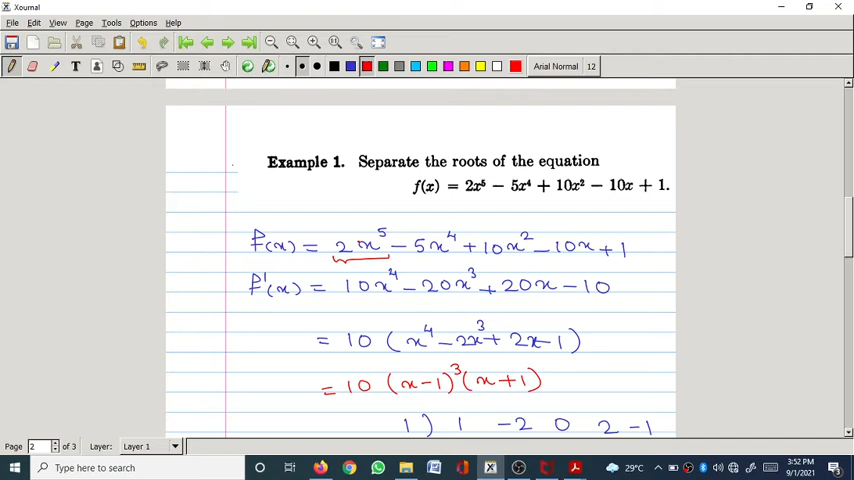 Xournal
File Edit View Page Tools Options Help
Arial Normal 12
Example 1. Separate the roots of the equation
f(x) = 2x⁵ − 5x⁴ + 10x² − 10x + 1.
f(x) = 2x⁵ − 5x⁴ + 10x² − 10x + 1
f'(x) = 10x⁴ − 20x³ + 20x − 10
= 10 (x⁴ − 2x³ + 2x − 1)
= 10 (x−1)³ (x+1)
1) 1 −2 0 2 −1
Page 2 of 3 Layer: Layer 1
Type here to search
29°C
3:52 PM
9/1/2021
3